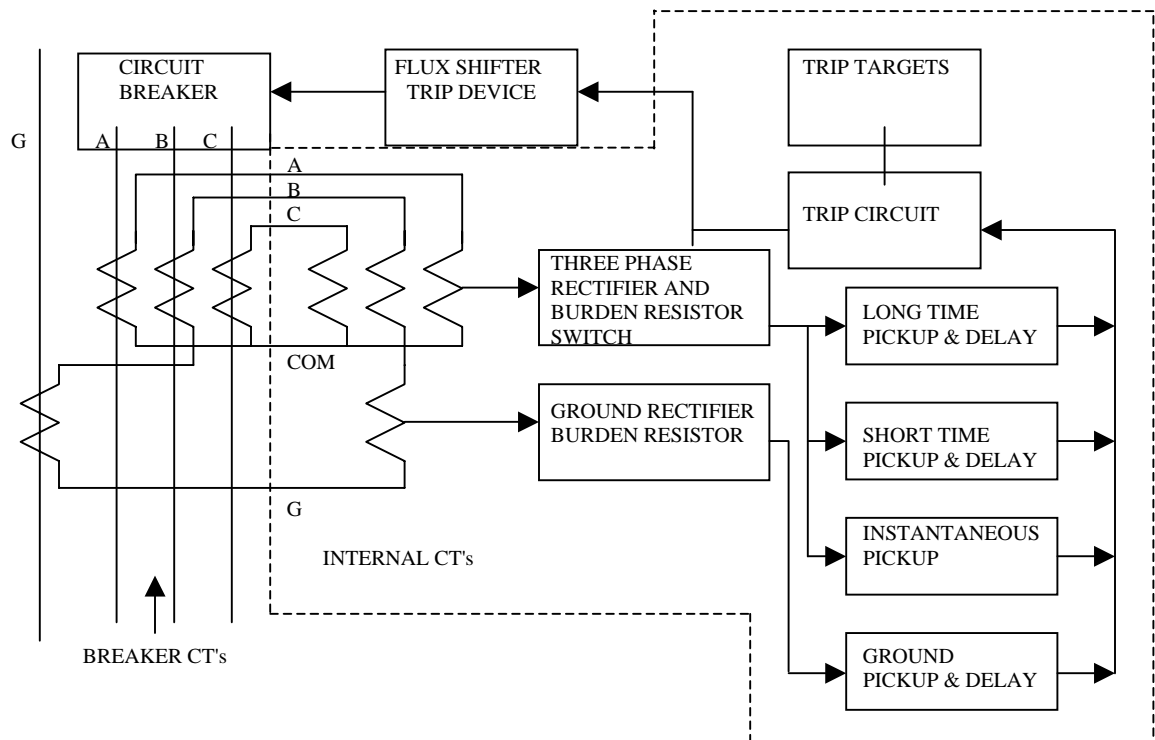 CIRCUIT
BREAKER
FLUX SHIFTER
TRIP DEVICE
TRIP TARGETS
G
A
B
C
A
B
C
TRIP CIRCUIT
THREE PHASE
RECTIFIER AND
BURDEN RESISTOR
SWITCH
LONG TIME
PICKUP & DELAY
COM
GROUND RECTIFIER
BURDEN RESISTOR
SHORT TIME
PICKUP & DELAY
G
INSTANTANEOUS
PICKUP
INTERNAL CT's
BREAKER CT's
GROUND
PICKUP & DELAY